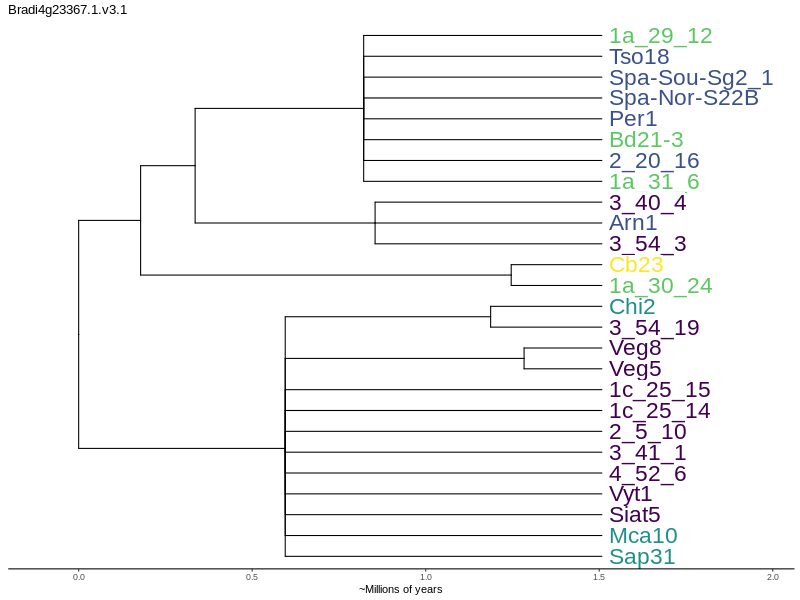 Bradi4g23367.1.v3.1
1a_29_12
Tso18
Spa-Sou-Sg2_1
Spa-Nor-S22B
Per1
Bd21-3
2_20_16
1a_31_6
3_40_4
Arn1
3_54_3
Cb23
1a_30_24
Chi2
3_54_19
Veg8
Veg5
1c_25_15
1c_25_14
2_5_10
3_41_1
4_52_6
Vyt1
Siat5
Mca10
Sap31
0.0 0.5 1.0 1.5 2.0
~Millions of years